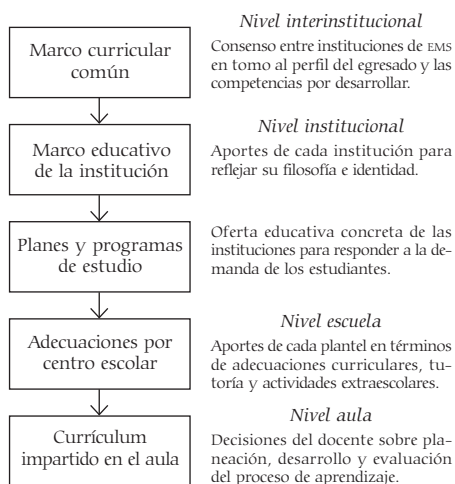 Marco curricular
común
Nivel interinstitucional
Consenso entre instituciones de EMS
en tomo al perfil del egresado y las
competencias por desarrollar.
Marco educativo
de la institución
Nivel institucional
Aportes de cada institución para
reflejar su filosofía e identidad.
Planes y programas
de estudio
Oferta educativa concreta de las
instituciones para responder a la de-
manda de los estudiantes.
Adecuaciones por
centro escolar
Nivel escuela
Aportes de cada plantel en términos
de adecuaciones curriculares, tu-
toría y actividades extraescolares.
Currículum
impartido en el aula
Nivel aula
Decisiones del docente sobre pla-
neación, desarrollo y evaluación
del proceso de aprendizaje.